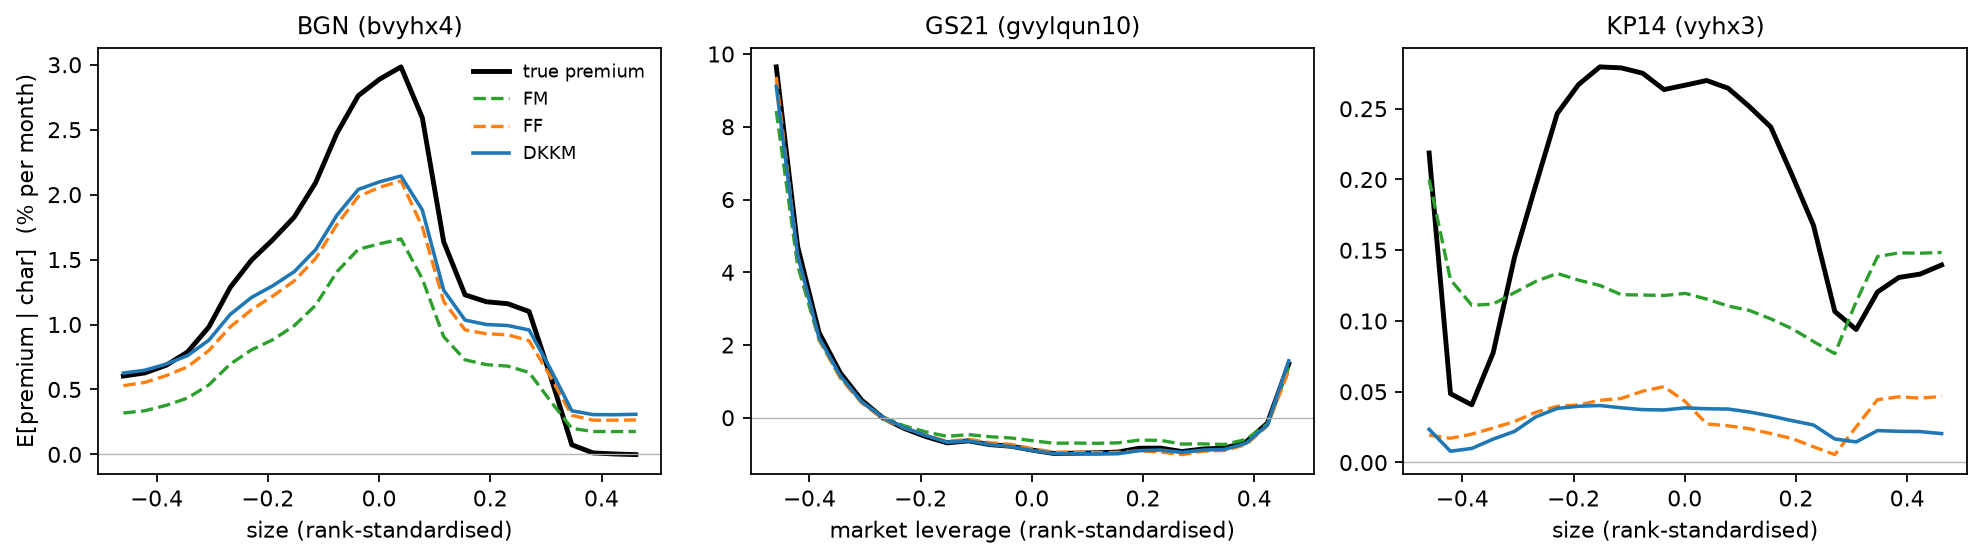 BGN (bvyhx4)
E[premium | char]  (% per month)
3.0
2.5
2.0
1.5
1.0
0.5
0.0
true premium
FM
FF
DKKM
−0.4 −0.2 0.0 0.2 0.4
size (rank-standardised)
GS21 (gvylqun10)
10
8
6
4
2
0
−0.4 −0.2 0.0 0.2 0.4
market leverage (rank-standardised)
KP14 (vyhx3)
0.25
0.20
0.15
0.10
0.05
0.00
−0.4 −0.2 0.0 0.2 0.4
size (rank-standardised)